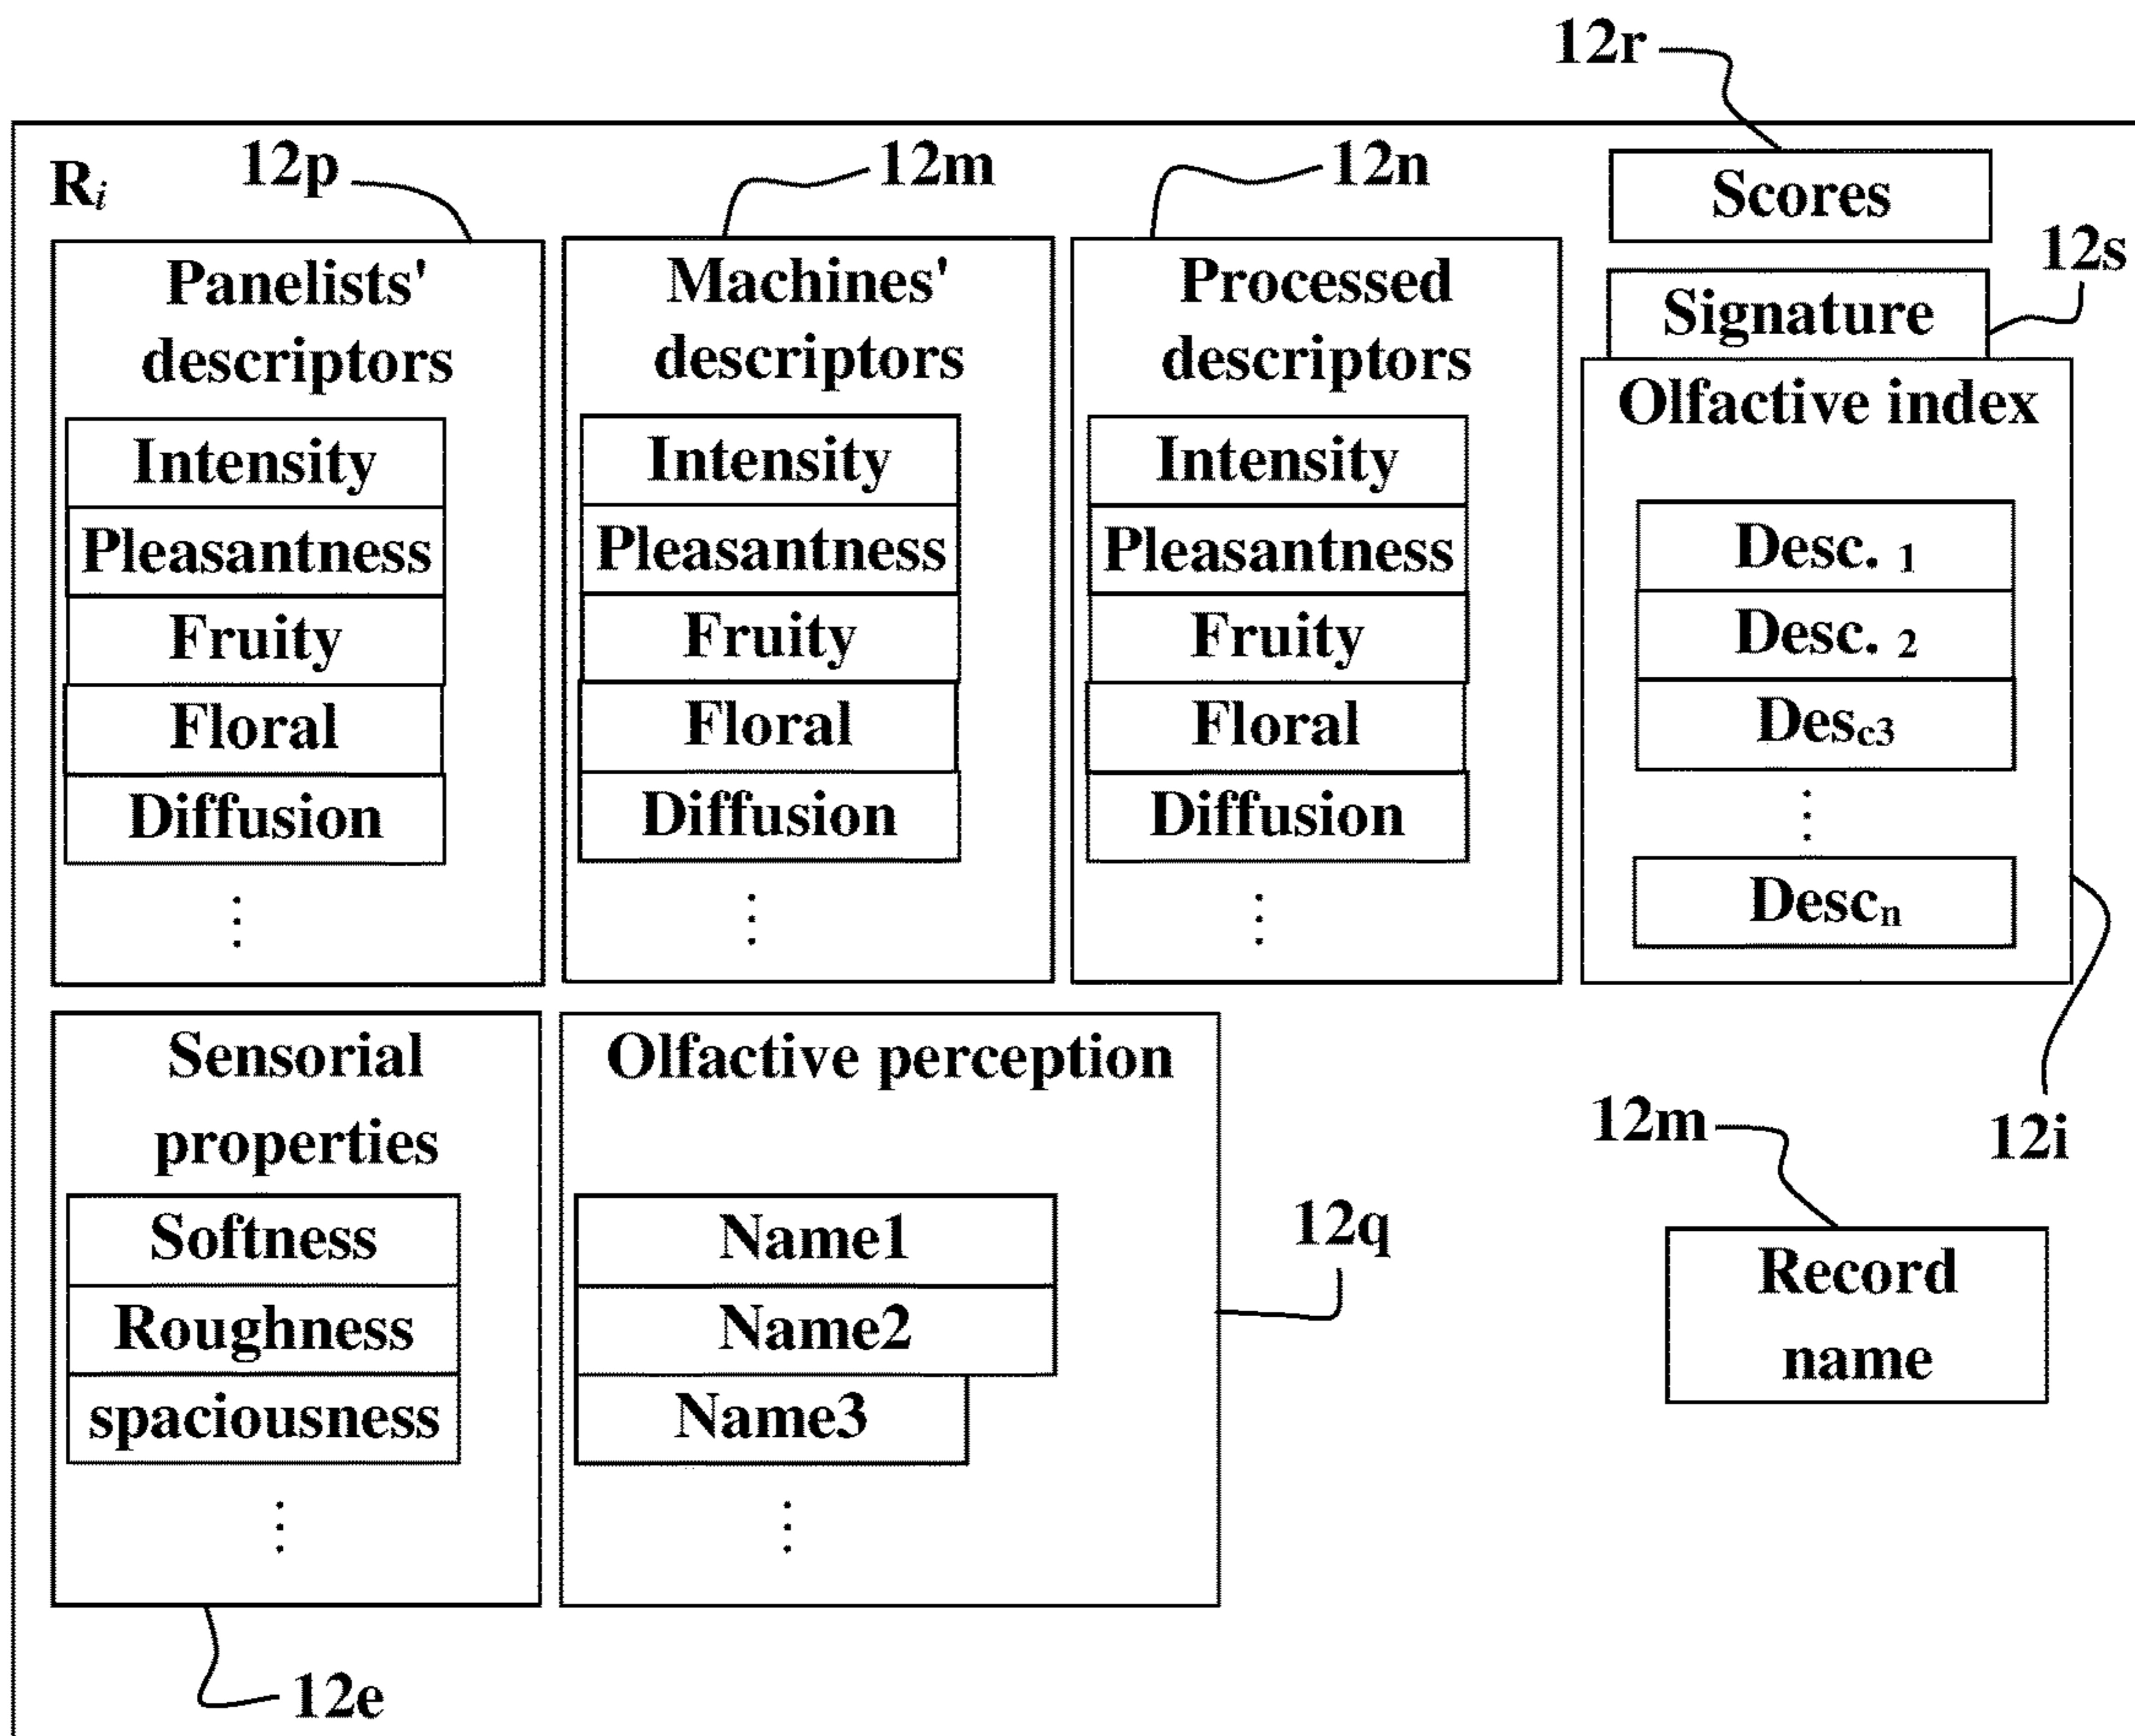 12r
R_i
12p
12m
12n
Scores
12s
Signature
Panelists'
descriptors
Intensity
Pleasantness
Fruity
Floral
Diffusion
⋮
Machines'
descriptors
Intensity
Pleasantness
Fruity
Floral
Diffusion
⋮
Processed
descriptors
Intensity
Pleasantness
Fruity
Floral
Diffusion
⋮
Olfactive index
Desc. 1
Desc. 2
Desc3
⋮
Descn
12i
Sensorial
properties
Softness
Roughness
spaciousness
⋮
12e
Olfactive perception
Name1
Name2
Name3
⋮
12q
12m
Record
name